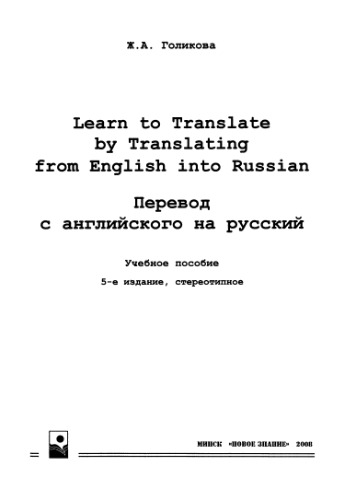 Ж.А. Голикова
Learn to Translate
by Translating
from English into Russian
Перевод
с английского на русский
Учебное пособие
5-е издание, стереотипное
МИНСК «НОВОЕ ЗНАНИЕ» 2008